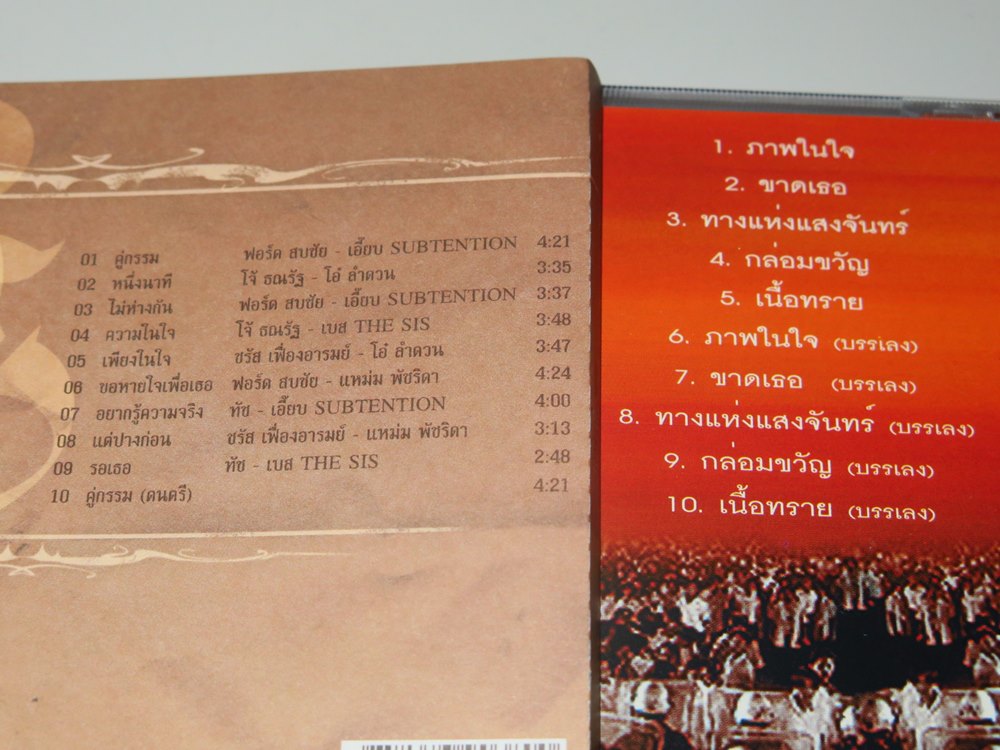 01 คู่กรรม ฟอร์ด สบชัย - เอี๊ยบ SUBTENTION 4:21
02 หนึ่งนาที โจ้ ธณรัฐ - โอ๋ ลำดวน 3:35
03 ไม่ห่างกัน ฟอร์ด สบชัย - เอี๊ยบ SUBTENTION 3:37
04 ความในใจ โจ้ ธณรัฐ - เบส THE SIS 3:48
05 เพียงในใจ ชรัส เฟื่องอารมย์ - โอ๋ ลำดวน 3:47
06 ขอหายใจเพื่อเธอ ฟอร์ด สบชัย - แหม่ม พัชริดา 4:24
07 อยากรู้ความจริง ทัช - เอี๊ยบ SUBTENTION 4:00
08 แต่ปางก่อน ชรัส เฟื่องอารมย์ - แหม่ม พัชริดา 3:13
09 รอเธอ ทัช - เบส THE SIS 2:48
10 คู่กรรม (ดนตรี) 4:21
1. ภาพในใจ
2. ขาดเธอ
3. ทางแห่งแสงจันทร์
4. กล่อมขวัญ
5. เนื้อทราย
6. ภาพในใจ (บรรเลง)
7. ขาดเธอ (บรรเลง)
8. ทางแห่งแสงจันทร์ (บรรเลง)
9. กล่อมขวัญ (บรรเลง)
10. เนื้อทราย (บรรเลง)